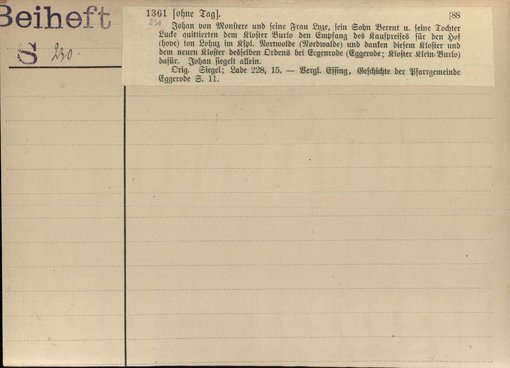 Beiheft
S 230.
1361 [ohne Tag]. [88
230
Johan von Monstere und seine Frau Luze, sein Sohn Berent u. seine Tochter
Lucke quittierten dem Kloster Burlo den Empfang des Kaufpreises für den Hof
(hove) ton Lohus im Kspl. Nortwolde (Nordwalde) und danken diesem Kloster und
dem neuen Kloster desselben Ordens bei Ergenrode (Eggerode; Kloster Klein Burlo)
dafür. Johan siegelt allein.
Orig. Siegel; Lade 228, 15. — Vergl. Essing, Geschichte der Pfarrgemeinde
Eggerode S. 11.